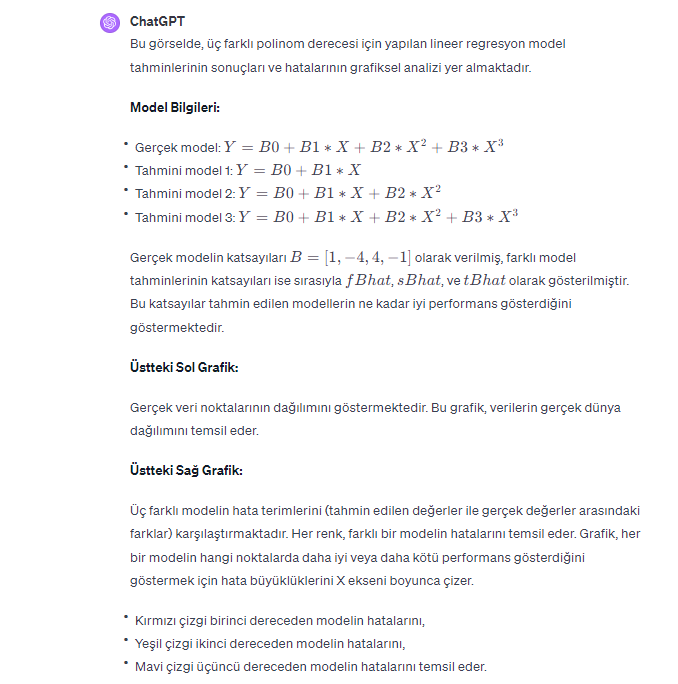 ChatGPT
Bu görselde, üç farklı polinom derecesi için yapılan lineer regresyon model
tahminlerinin sonuçları ve hatalarının grafiksel analizi yer almaktadır.
Model Bilgileri:
• Gerçek model: Y = B0 + B1 ∗ X + B2 ∗ X² + B3 ∗ X³
• Tahmini model 1: Y = B0 + B1 ∗ X
• Tahmini model 2: Y = B0 + B1 ∗ X + B2 ∗ X²
• Tahmini model 3: Y = B0 + B1 ∗ X + B2 ∗ X² + B3 ∗ X³
Gerçek modelin katsayıları B = [1, −4, 4, −1] olarak verilmiş, farklı model
tahminlerinin katsayıları ise sırasıyla fBhat, sBhat, ve tBhat olarak gösterilmiştir.
Bu katsayılar tahmin edilen modellerin ne kadar iyi performans gösterdiğini
göstermektedir.
Üstteki Sol Grafik:
Gerçek veri noktalarının dağılımını göstermektedir. Bu grafik, verilerin gerçek dünya
dağılımını temsil eder.
Üstteki Sağ Grafik:
Üç farklı modelin hata terimlerini (tahmin edilen değerler ile gerçek değerler arasındaki
farklar) karşılaştırmaktadır. Her renk, farklı bir modelin hatalarını temsil eder. Grafik, her
bir modelin hangi noktalarda daha iyi veya daha kötü performans gösterdiğini
göstermek için hata büyüklüklerini X ekseni boyunca çizer.
• Kırmızı çizgi birinci dereceden modelin hatalarını,
• Yeşil çizgi ikinci dereceden modelin hatalarını,
• Mavi çizgi üçüncü dereceden modelin hatalarını temsil eder.